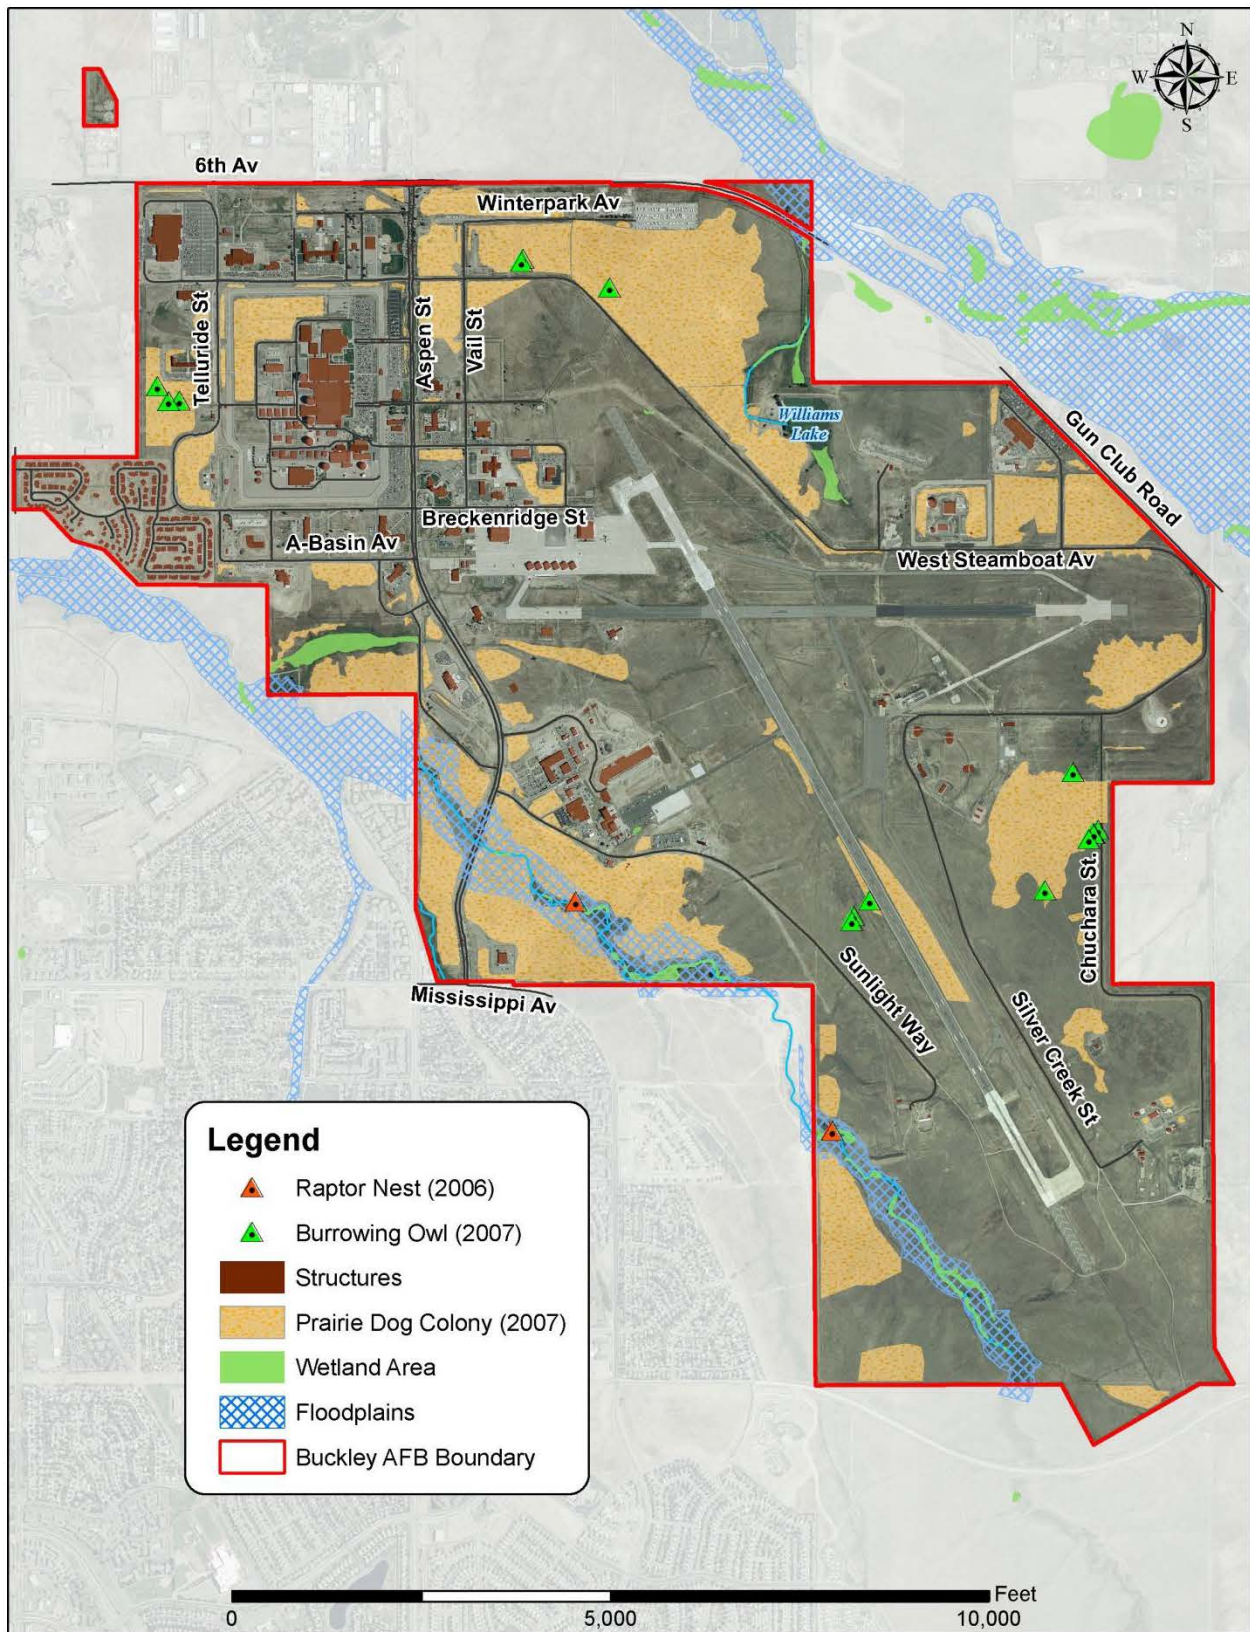 N
W
E
S
6th Av
Winterpark Av
Telluride St
Aspen St
Vail St
Williams
Lake
Gun Club Road
Breckenridge St
A-Basin Av
West Steamboat Av
Chuchara St.
Sunlight Way
Silver Creek St
Mississippi Av
Legend
Raptor Nest (2006)
Burrowing Owl (2007)
Structures
Prairie Dog Colony (2007)
Wetland Area
Floodplains
Buckley AFB Boundary
Feet
0
5,000
10,000